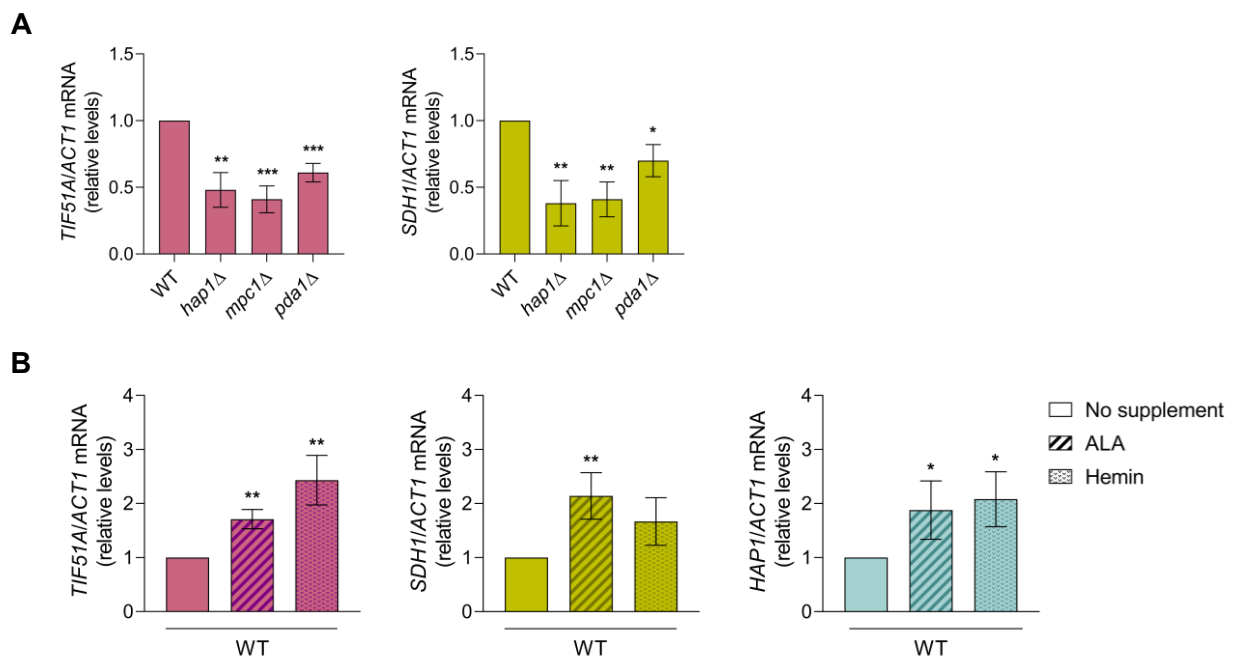 A
TIF51A/ACT1 mRNA
(relative levels)
1.5
1.0
0.5
0.0
**
***
***
WT
hap1Δ
mpc1Δ
pda1Δ
SDH1/ACT1 mRNA
(relative levels)
1.5
1.0
0.5
0.0
**
**
*
WT
hap1Δ
mpc1Δ
pda1Δ
B
TIF51A/ACT1 mRNA
(relative levels)
4
3
2
1
0
**
**
WT
SDH1/ACT1 mRNA
(relative levels)
4
3
2
1
0
**
WT
HAP1/ACT1 mRNA
(relative levels)
4
3
2
1
0
*
*
WT
No supplement
ALA
Hemin